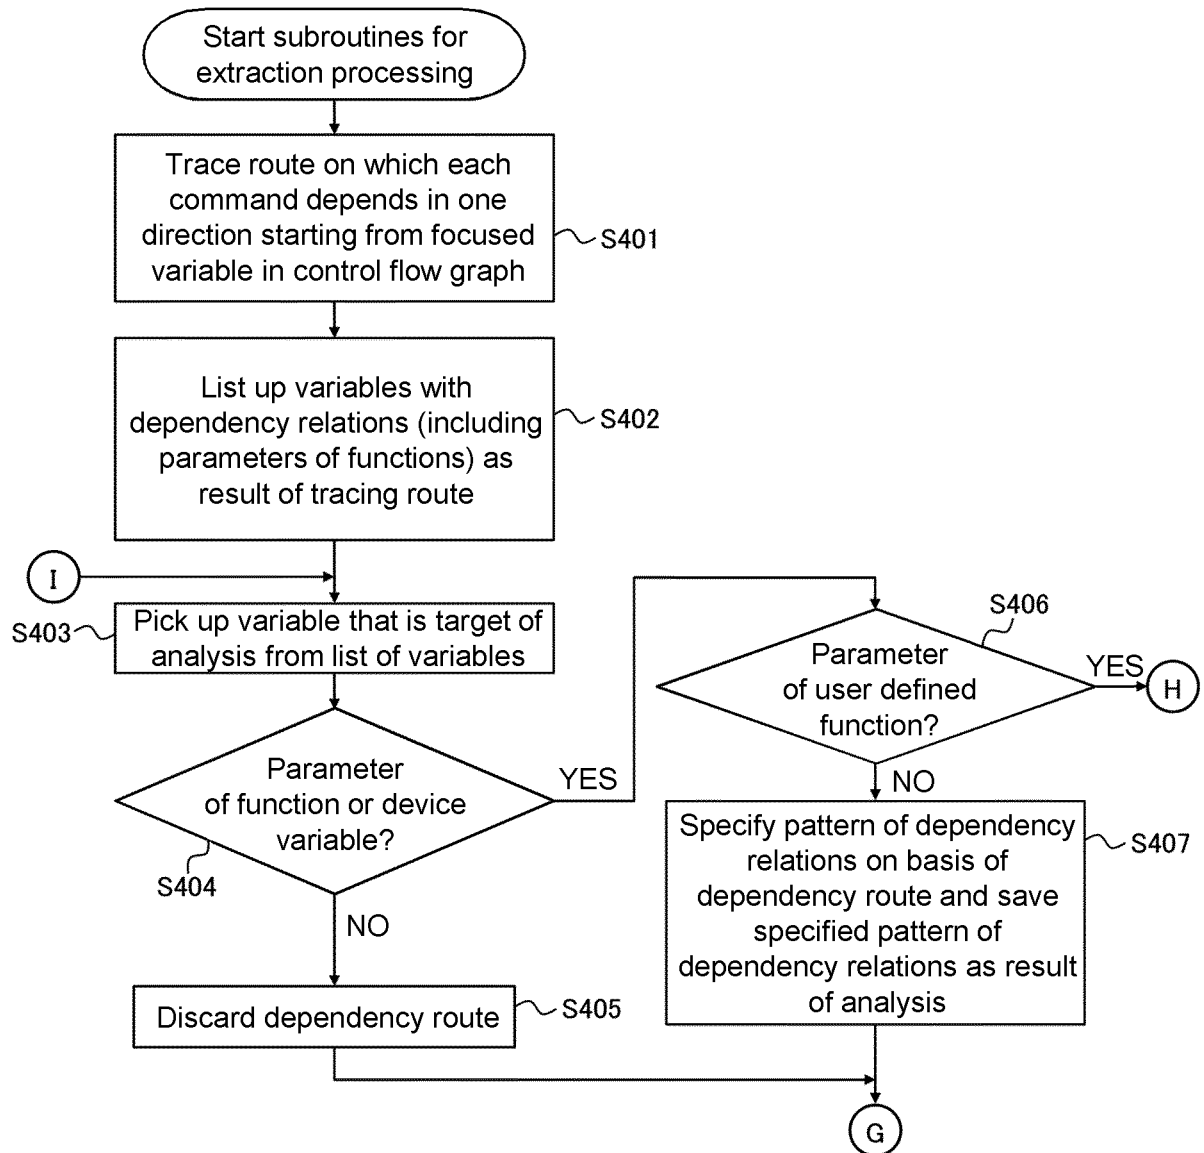 Start subroutines for
extraction processing
Trace route on which each
command depends in one
direction starting from focused
variable in control flow graph
S401
List up variables with
dependency relations (including
parameters of functions) as
result of tracing route
S402
I
S403
Pick up variable that is target of
analysis from list of variables
Parameter
of function or device
variable?
S404
YES
NO
Discard dependency route
S405
S406
Parameter
of user defined
function?
YES
H
NO
Specify pattern of dependency
relations on basis of
dependency route and save
specified pattern of
dependency relations as result
of analysis
S407
G